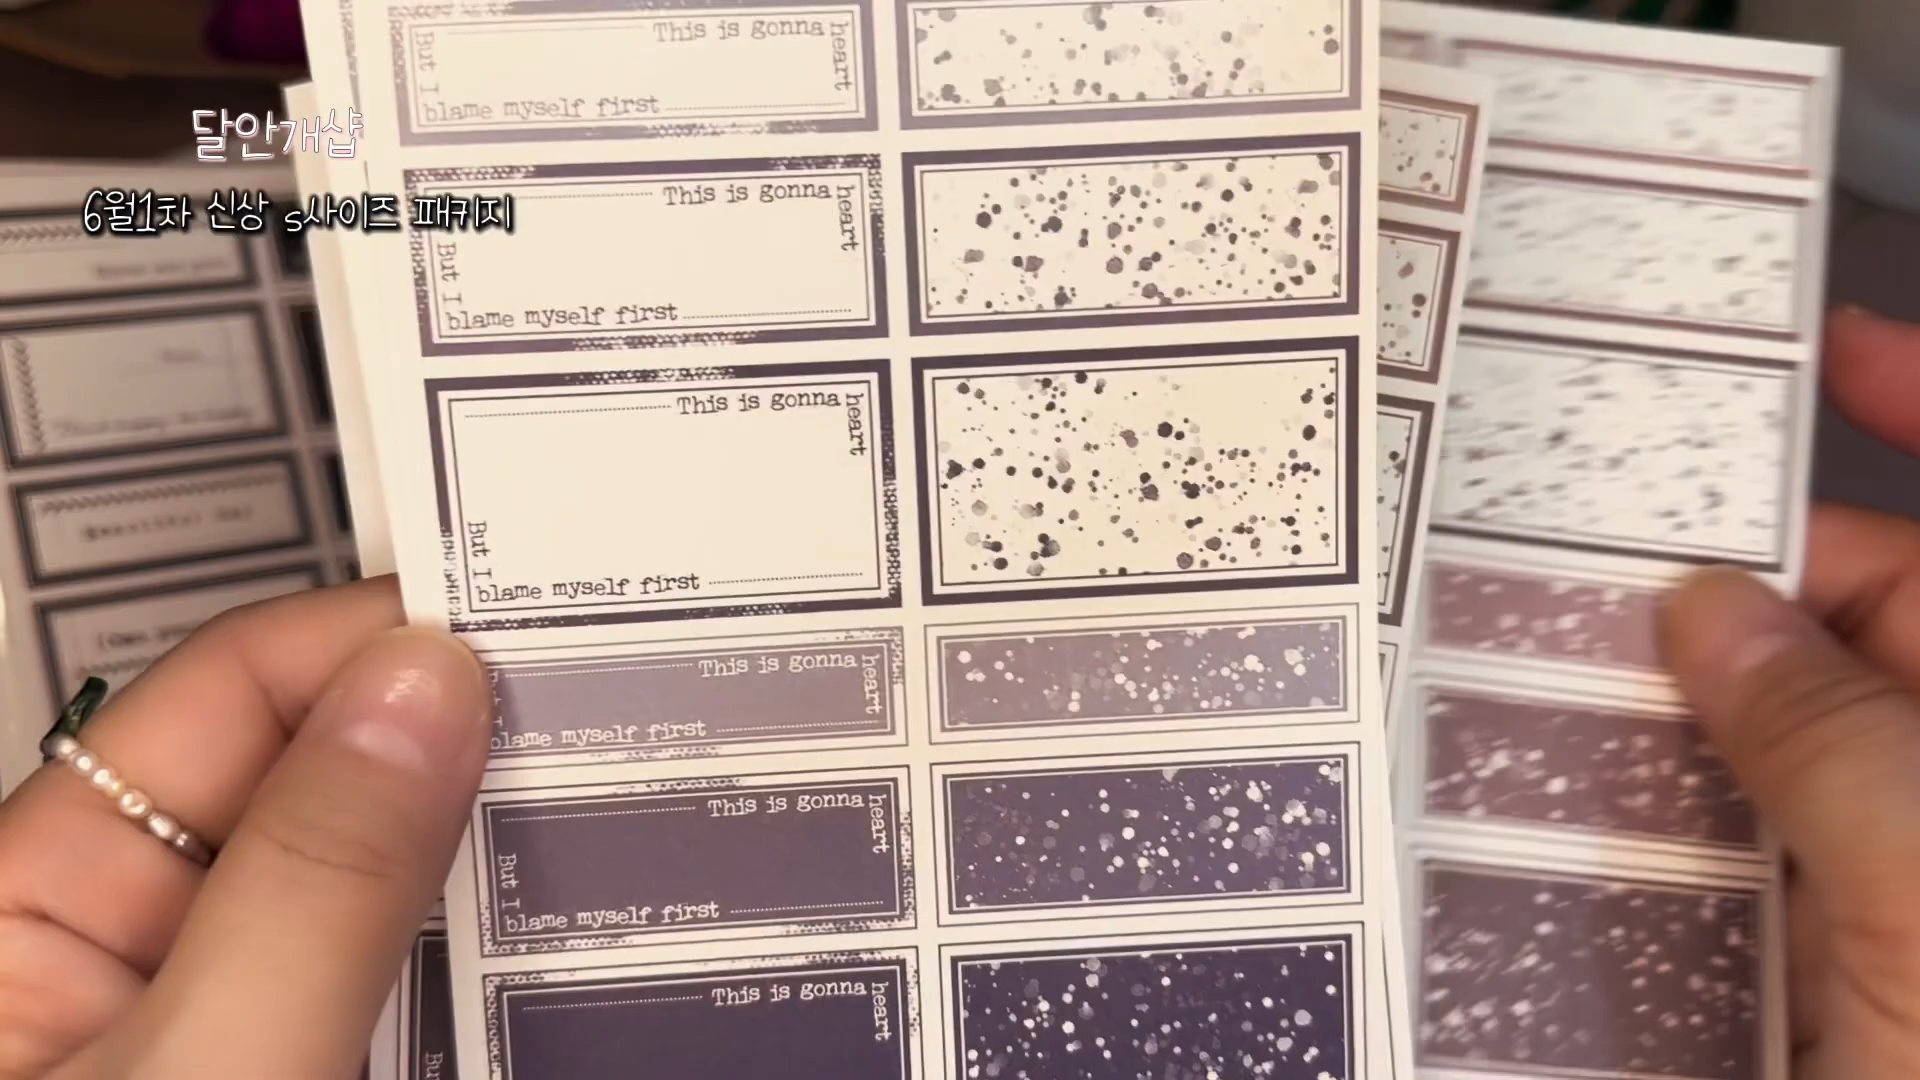 달안개샵
6월1차 신상 s사이즈 패키지
This is gonna
heart
But I
blame myself first
This is gonna
heart
But I
blame myself first
This is gonna
heart
But I
blame myself first
This is gonna
heart
blame myself first
This is gonna
heart
But I
blame myself first
This is gonna
heart
But